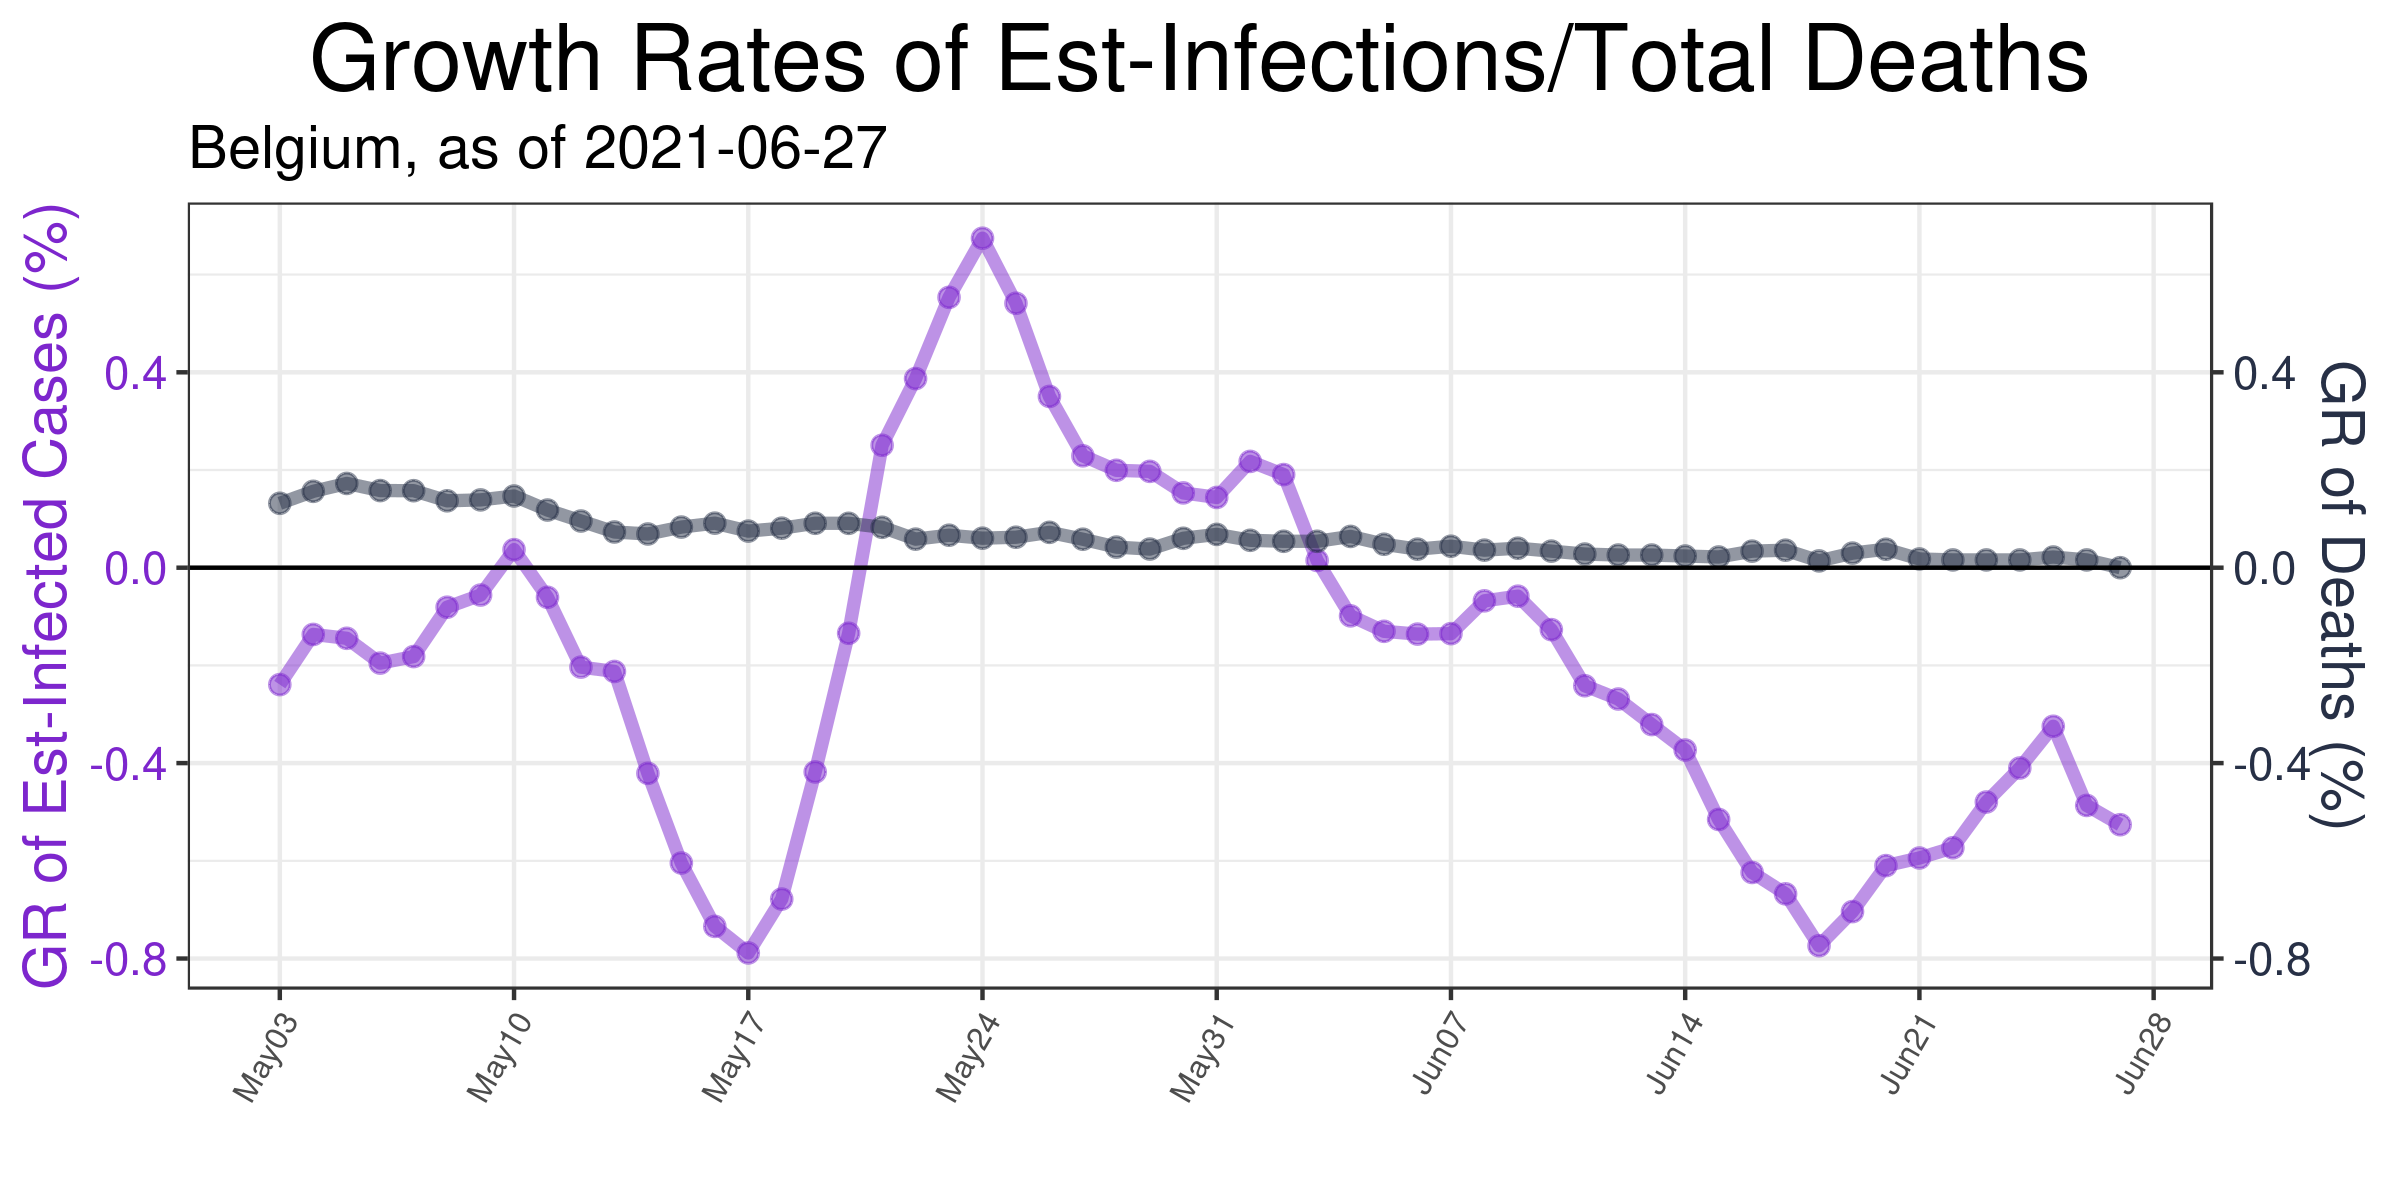 Growth Rates of Est-Infections/Total Deaths
Belgium, as of 2021-06-27
GR of Est-Infected Cases (%)
0.4
0.0
-0.4
-0.8
0.4
0.0
-0.4
-0.8
GR of Deaths (%)
May03
May10
May17
May24
May31
Jun07
Jun14
Jun21
Jun28